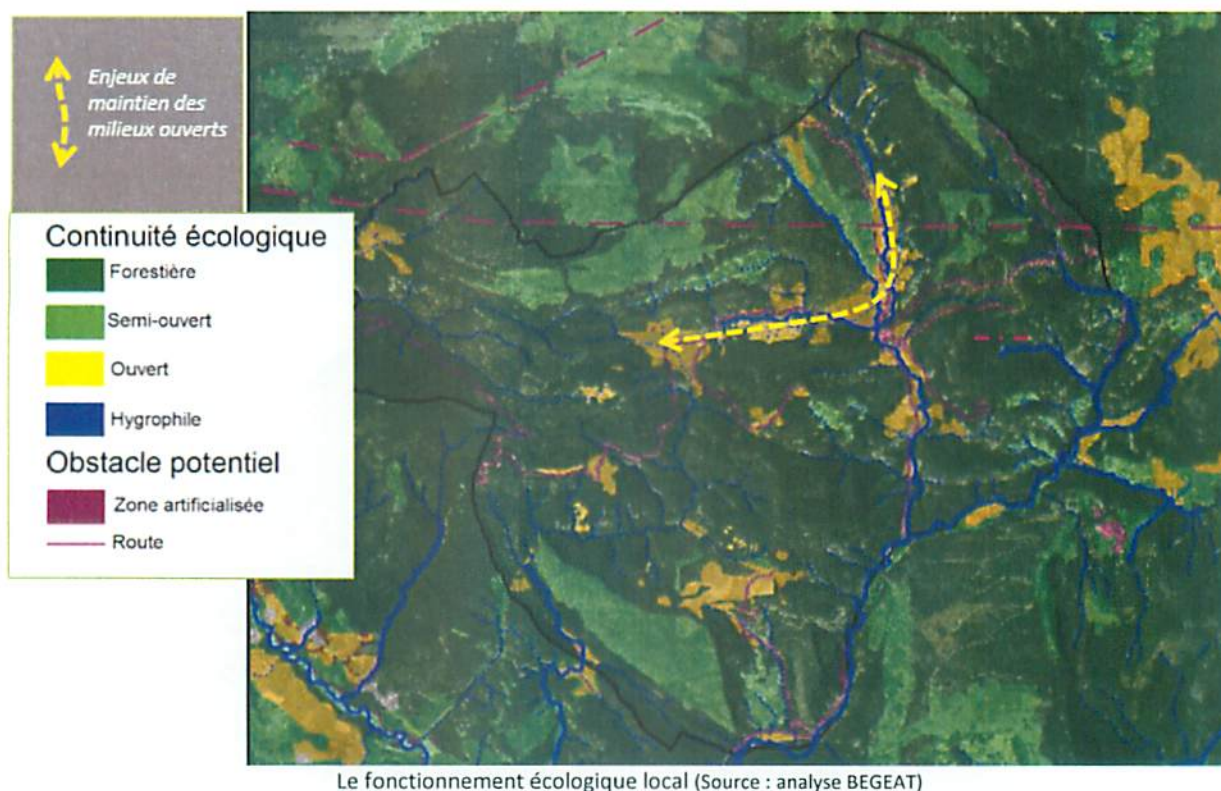 Enjeux de
maintien des
milieux ouverts
Continuité écologique
Forestière
Semi-ouvert
Ouvert
Hygrophile
Obstacle potentiel
Zone artificialisée
Route
Le fonctionnement écologique local (Source : analyse BEGEAT)